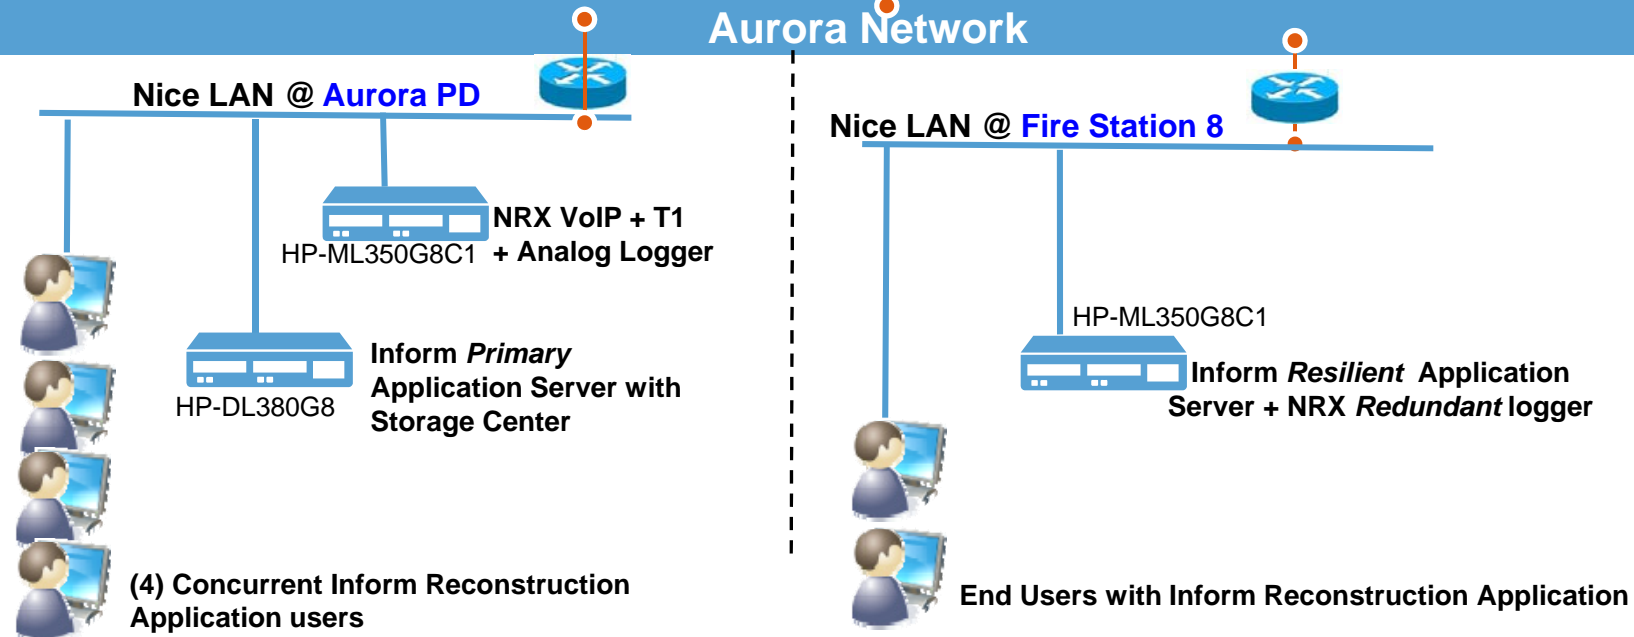 Aurora Network
Nice LAN @ Aurora PD
NRX VoIP + T1
+ Analog Logger
HP-ML350G8C1
Inform Primary
Application Server with
Storage Center
HP-DL380G8
(4) Concurrent Inform Reconstruction
Application users
Nice LAN @ Fire Station 8
HP-ML350G8C1
Inform Resilient Application
Server + NRX Redundant logger
End Users with Inform Reconstruction Application